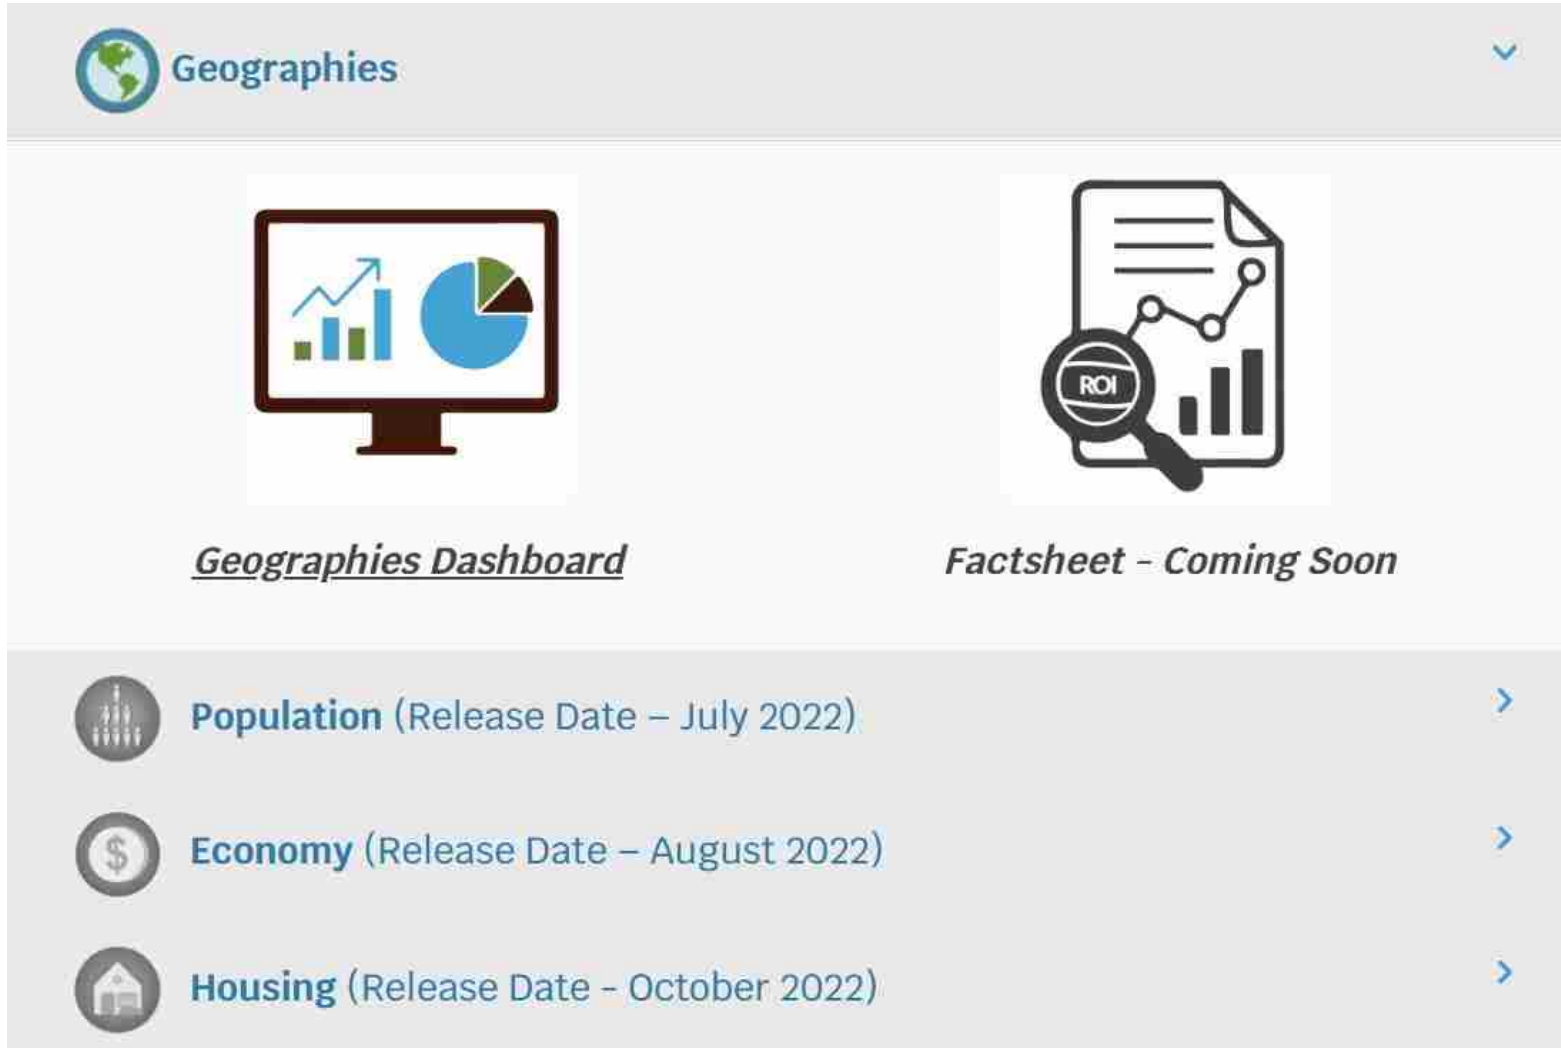 Geographies
ROI
Geographies Dashboard
Factsheet - Coming Soon
Population (Release Date – July 2022)
$
Economy (Release Date – August 2022)
Housing (Release Date - October 2022)